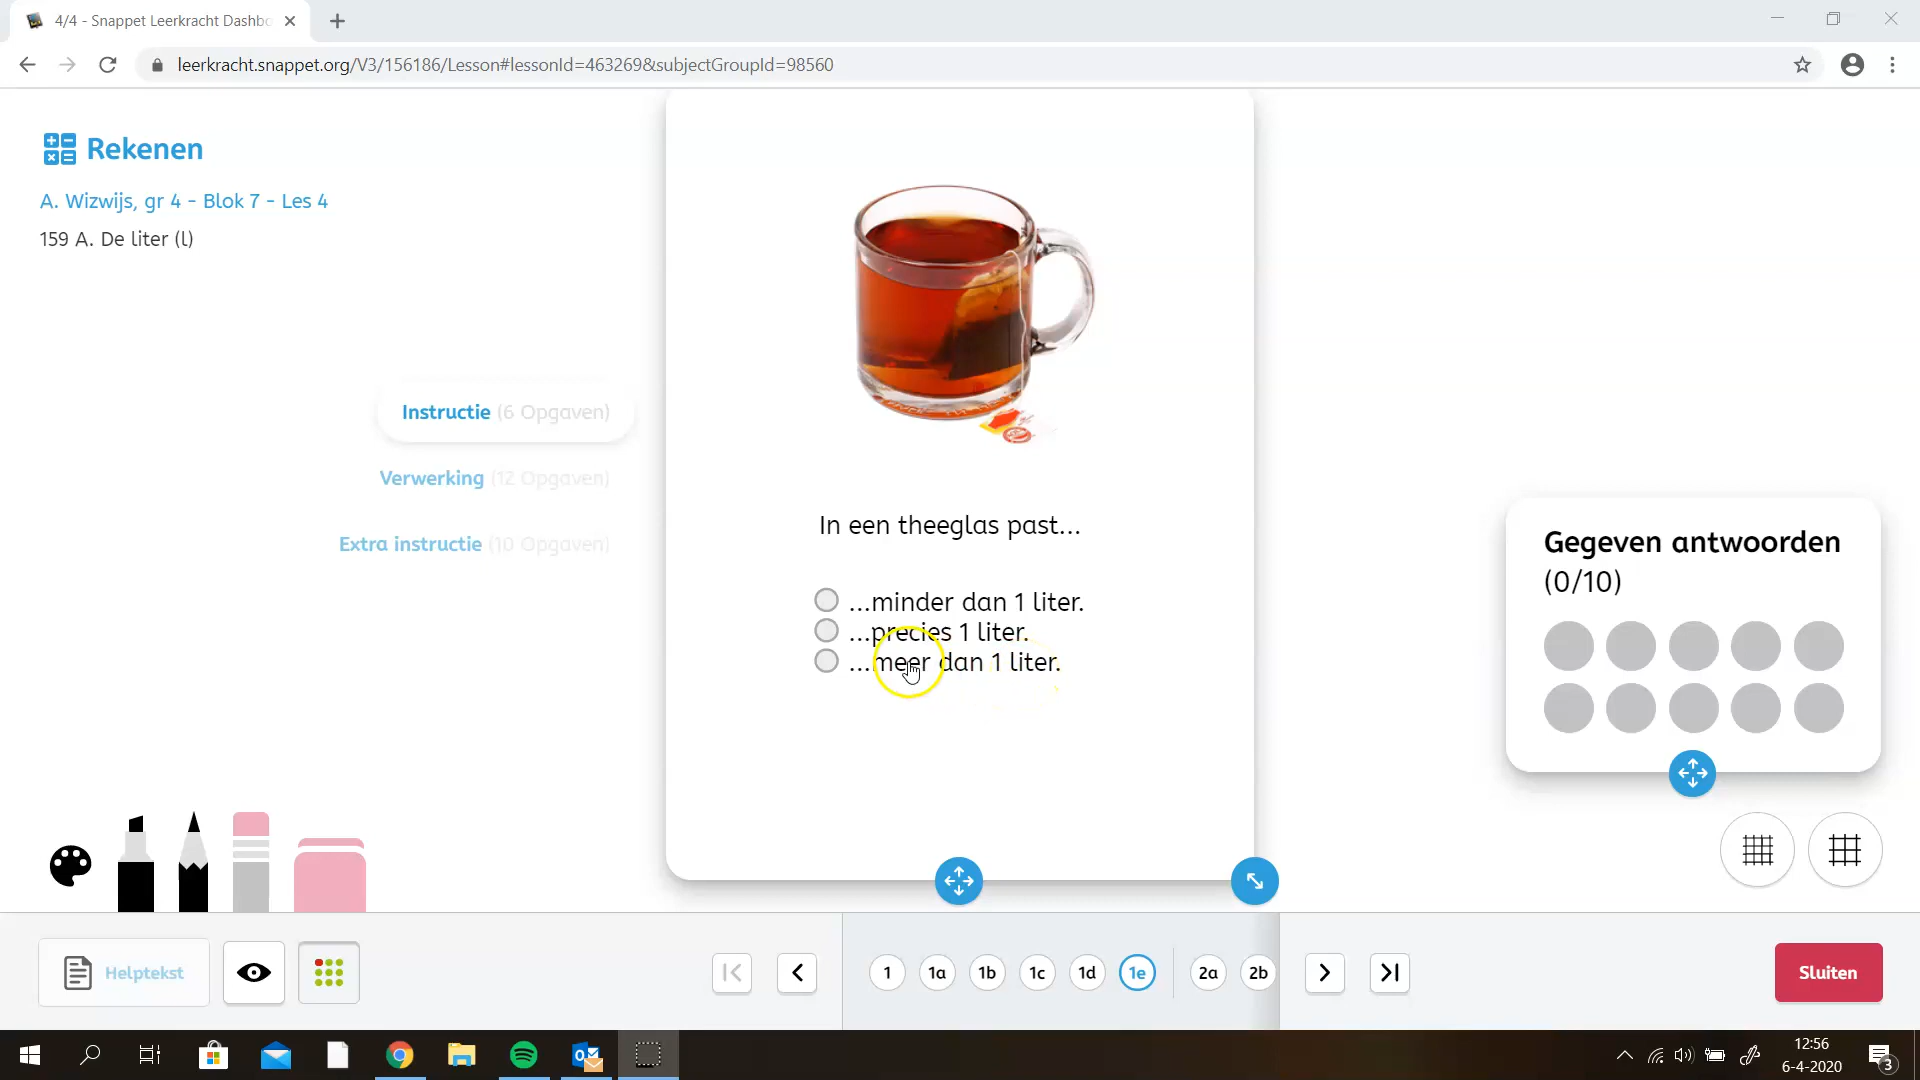 4/4 - Snappet Leerkracht Dashbo
leerkracht.snappet.org/V3/156186/Lesson#lessonId=463269&subjectGroupId=98560
Rekenen
A. Wizwijs, gr 4 - Blok 7 - Les 4
159 A. De liter (l)
Instructie (6 Opgaven)
Verwerking (12 Opgaven)
Extra instructie (10 Opgaven)
In een theeglas past...
...minder dan 1 liter.
...precies 1 liter.
...meer dan 1 liter.
Gegeven antwoorden
(0/10)
Helptekst
1 1a 1b 1c 1d 1e 2a 2b
Sluiten
12:56
6-4-2020
3